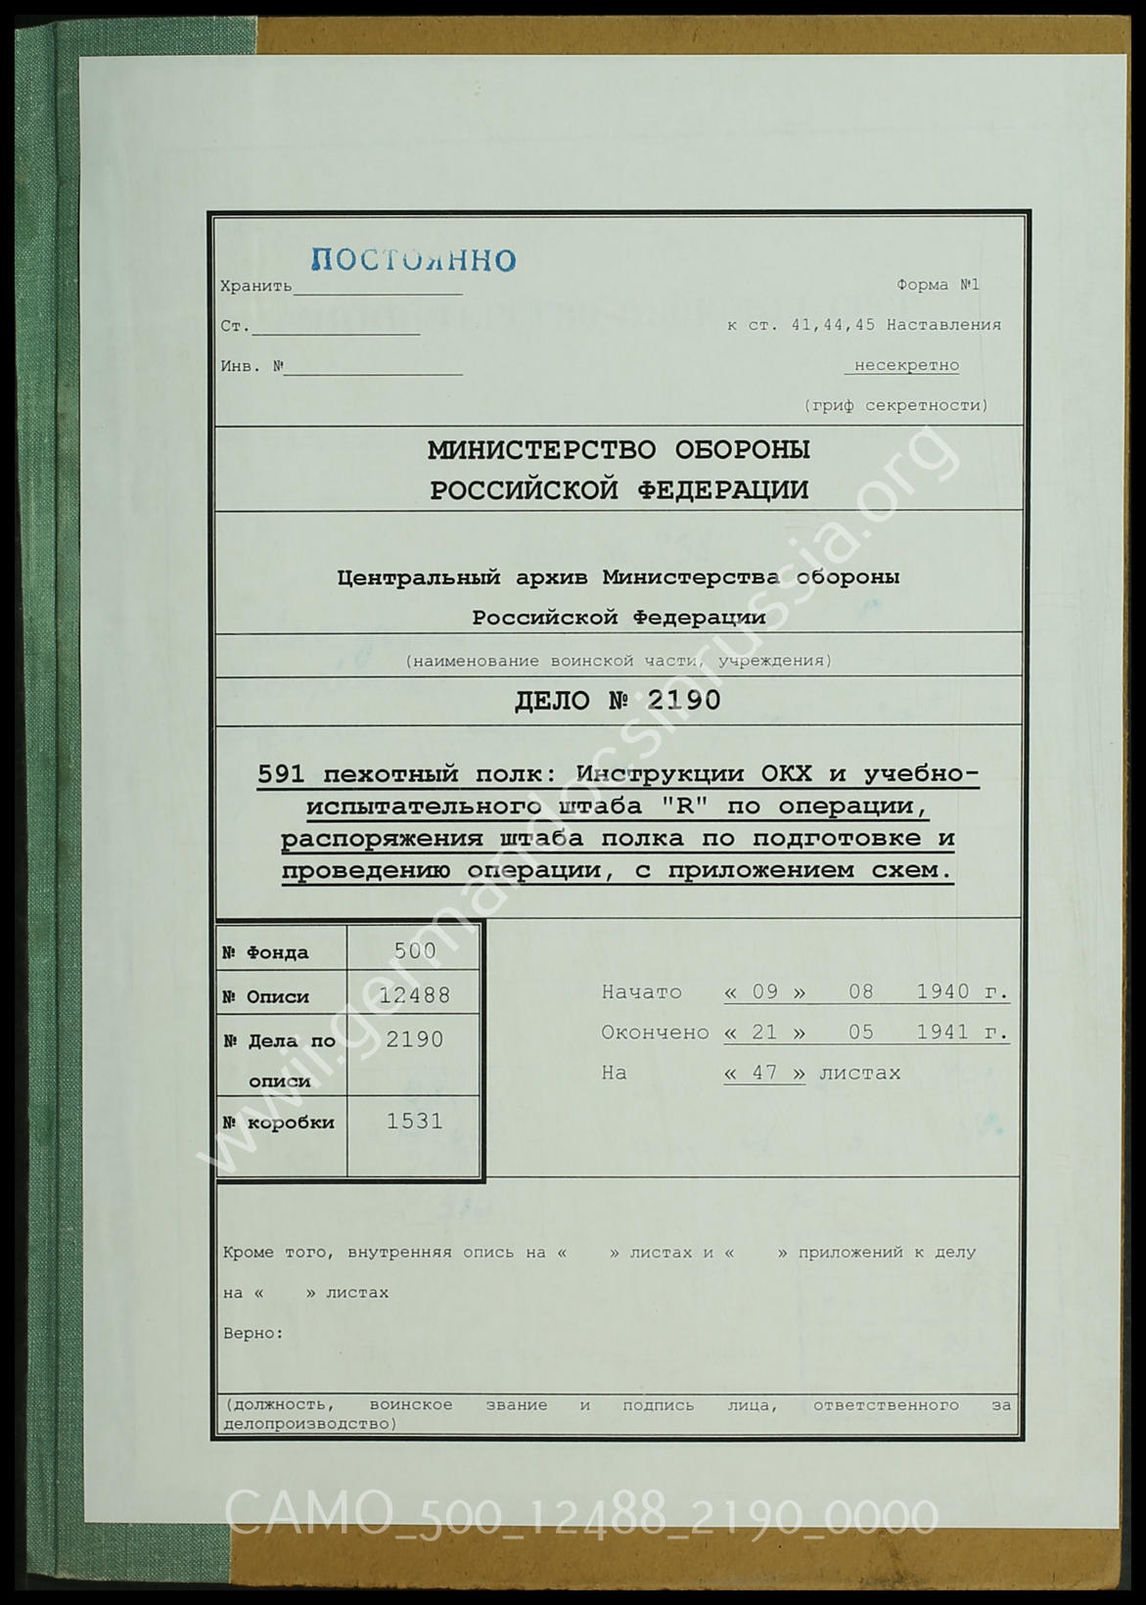 ПОСТОЯННО
Хранить
Форма №1
Ст.
к ст. 41,44,45 Наставления
Инв. №
несекретно
(гриф секретности)
МИНИСТЕРСТВО ОБОРОНЫ
РОССИЙСКОЙ ФЕДЕРАЦИИ
Центральный архив Министерства обороны
Российской Федерации
(наименование воинской части, учреждения)
ДЕЛО № 2190
591 пехотный полк: Инструкции ОКХ и учебно-
испытательного штаба "R" по операции,
распоряжения штаба полка по подготовке и
проведению операции, с приложением схем.
№ Фонда 500
№ Описи 12488
№ Дела по 2190
описи
№ коробки 1531
Начато « 09 » 08 1940 г.
Окончено « 21 » 05 1941 г.
На « 47 » листах
Кроме того, внутренняя опись на « » листах и « » приложений к делу
на « » листах
Верно:
(должность, воинское звание и подпись лица, ответственного за
делопроизводство)
wwii.germandocsinrussia.org
CAMO_500_12488_2190_0000